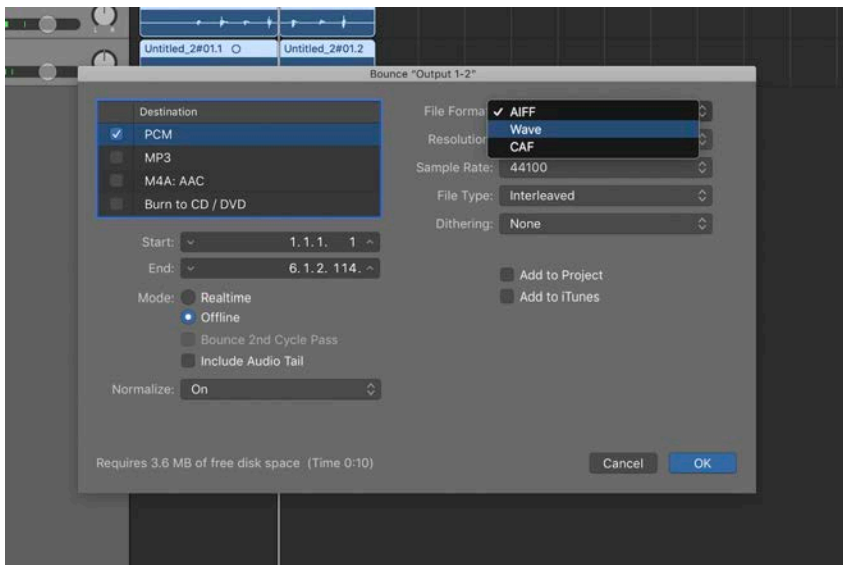 L R
Untitled_2#01.1
Untitled_2#01.2
Bounce "Output 1-2"
Destination
PCM
MP3
M4A: AAC
Burn to CD / DVD
Start: 1. 1. 1. 1
End: 6. 1. 2. 114.
Mode: Realtime
Offline
Bounce 2nd Cycle Pass
Include Audio Tail
Normalize: On
File Forma
AIFF
Wave
CAF
Resolution
Sample Rate: 44100
File Type: Interleaved
Dithering: None
Add to Project
Add to iTunes
Requires 3.6 MB of free disk space (Time 0:10)
Cancel
OK